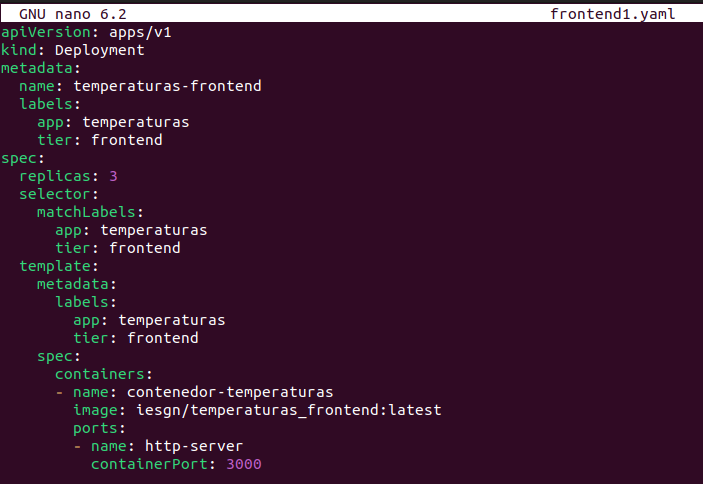 GNU nano 6.2 frontend1.yaml
apiVersion: apps/v1
kind: Deployment
metadata:
  name: temperaturas-frontend
  labels:
    app: temperaturas
    tier: frontend
spec:
  replicas: 3
  selector:
    matchLabels:
      app: temperaturas
      tier: frontend
  template:
    metadata:
      labels:
        app: temperaturas
        tier: frontend
    spec:
      containers:
      - name: contenedor-temperaturas
        image: iesgn/temperaturas_frontend:latest
        ports:
        - name: http-server
          containerPort: 3000